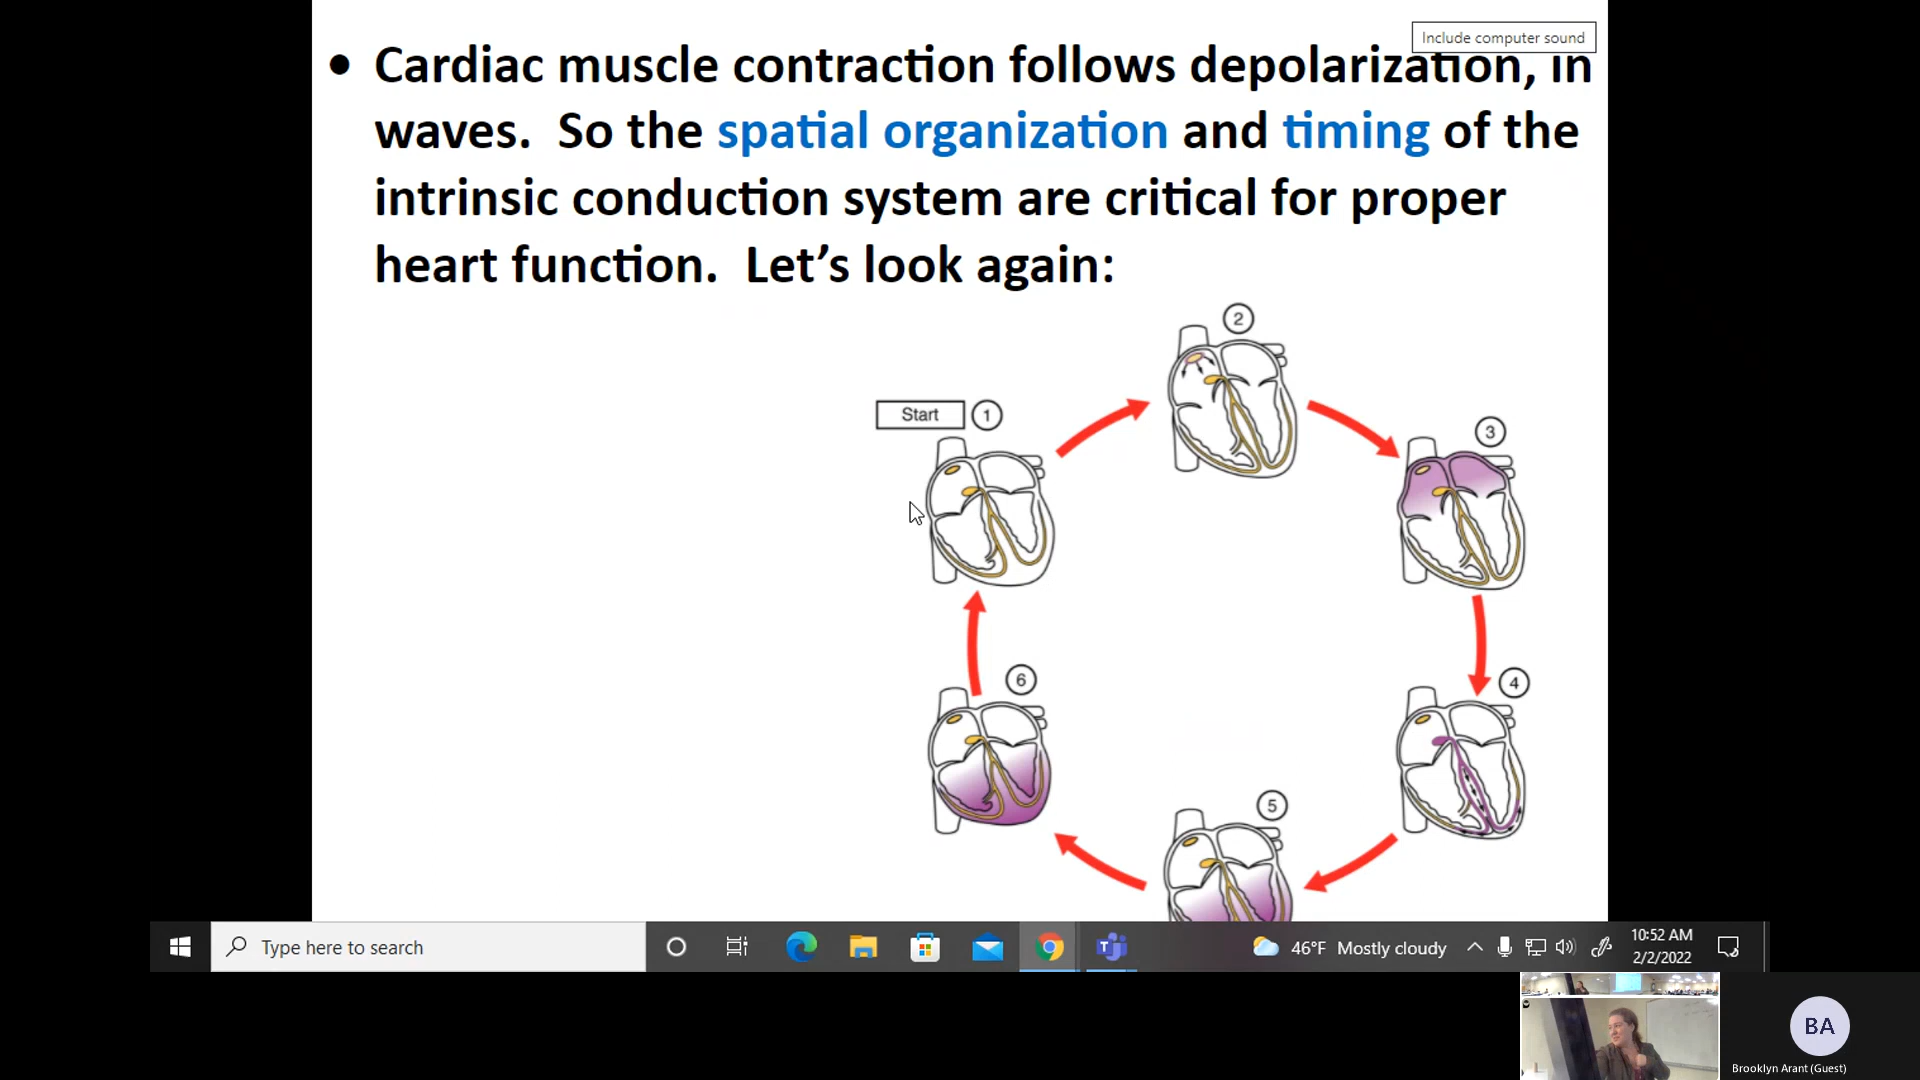 Include computer sound
• Cardiac muscle contraction follows depolarization, in
waves. So the spatial organization and timing of the
intrinsic conduction system are critical for proper
heart function. Let’s look again:
2
Start 1
3
6
4
5
Type here to search
46°F Mostly cloudy
10:52 AM
2/2/2022
BA
Brooklyn Arant (Guest)